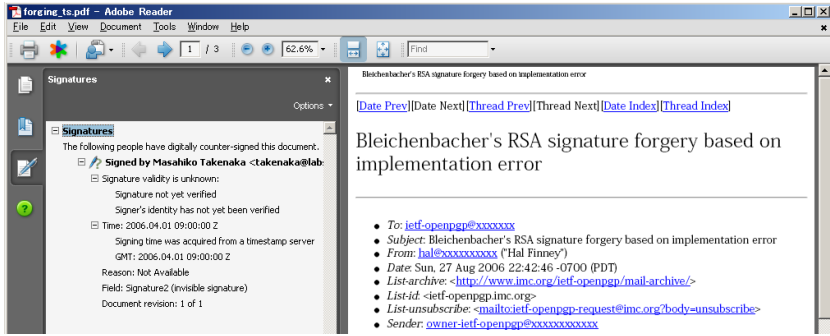 forging_ts.pdf - Adobe Reader
File Edit View Document Tools Window Help
1 / 3 62.6% Find
Signatures
Options
Signatures
The following people have digitally counter-signed this document.
Signed by Masahiko Takenaka <takenaka@lab
Signature validity is unknown:
Signature not yet verified
Signer's identity has not yet been verified
Time: 2006.04.01 09:00:00 Z
Signing time was acquired from a timestamp server
GMT: 2006.04.01 09:00:00 Z
Reason: Not Available
Field: Signature2 (invisible signature)
Document revision: 1 of 1
Bleichenbacher's RSA signature forgery based on implementation error
[Date Prev][Date Next][Thread Prev][Thread Next][Date Index][Thread Index]
Bleichenbacher's RSA signature forgery based on
implementation error
To: ietf-openpgp@xxxxxxx
Subject: Bleichenbacher's RSA signature forgery based on implementation error
From: hal@xxxxxxxxxx ("Hal Finney")
Date: Sun, 27 Aug 2006 22:42:46 -0700 (PDT)
List-archive: <http://www.imc.org/ietf-openpgp/mail-archive/>
List-id: <ietf-openpgp.imc.org>
List-unsubscribe: <mailto:ietf-openpgp-request@imc.org?body=unsubscribe>
Sender: owner-ietf-openpgp@xxxxxxxxxxxx